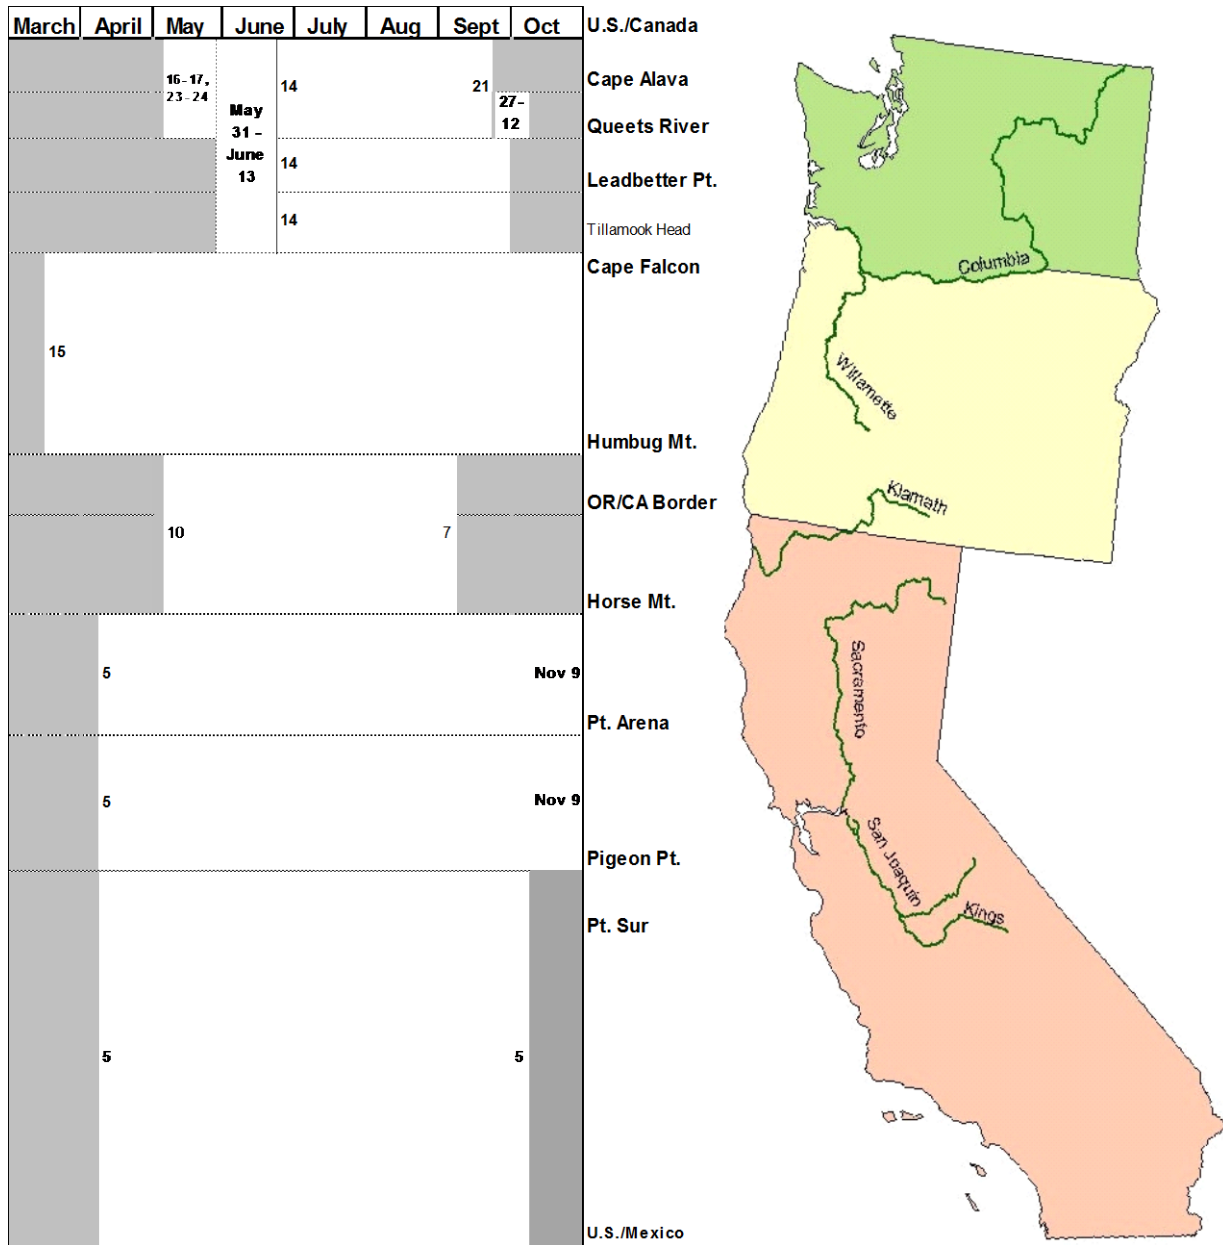 March April May June July Aug Sept Oct U.S./Canada
16-17,
23-24
14
21
Cape Alava
May
31 -
June
13
27-
12
Queets River
14
Leadbetter Pt.
14
Tillamook Head
Cape Falcon
Columbia
15
Willamette
Humbug Mt.
Klamath
OR/CA Border
10
7
Horse Mt.
5
Nov 9
Sacramento
Pt. Arena
5
Nov 9
San Joaquin
Pigeon Pt.
Kings
Pt. Sur
5
5
U.S./Mexico